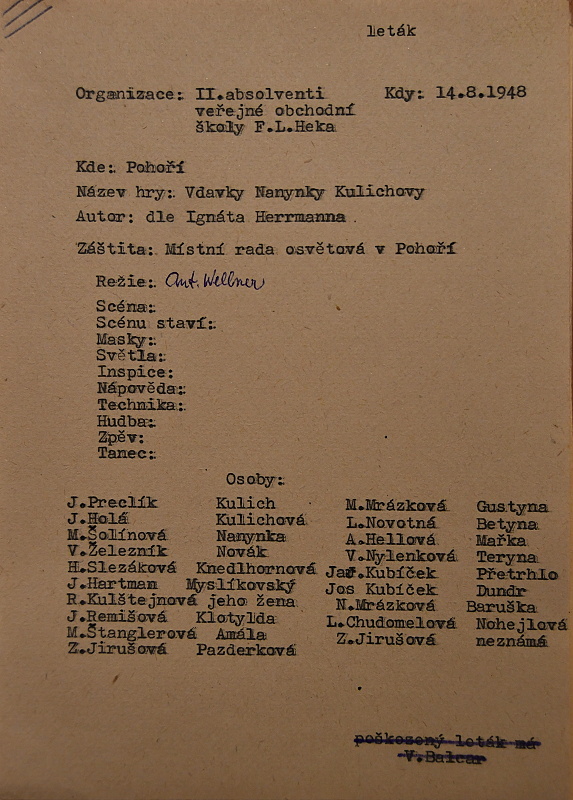 leták
Organizace: II.absolventi Kdy: 14.8.1948
veřejné obchodní
školy F.L.Heka
Kde: Pohoří
Název hry: Vdavky Nanynky Kulichovy
Autor: dle Ignáta Herrmanna .
Záštita: Místní rada osvětová v Pohoří
Režie: Ant. Wellner
Scéna:
Scénu staví:
Masky:
Světla:
Inspice:
Nápověda:
Technika:
Hudba:
Zpěv:
Tanec:
Osoby:
J.Preclík Kulich M.Mrázková Gustyna
J.Holá Kulichová L.Novotná Betyna
M.Šolínová Nanynka A.Hellová Mařka
V.Železník Novák V.Nylenková Teryna
H.Slezáková Knedlhornová Jar.Kubíček Přetrhlo
J.Hartman Myslíkovský Jos Kubíček Dundr
R.Kulštejnová jeho žena N.Mrázková Baruška
J.Remišová Klotylda L.Chudomelová Nohejlová
M.Štanglerová Amála Z.Jirušová neznámá
Z.Jirušová Pazderková
poškozený leták má
V.Balcar